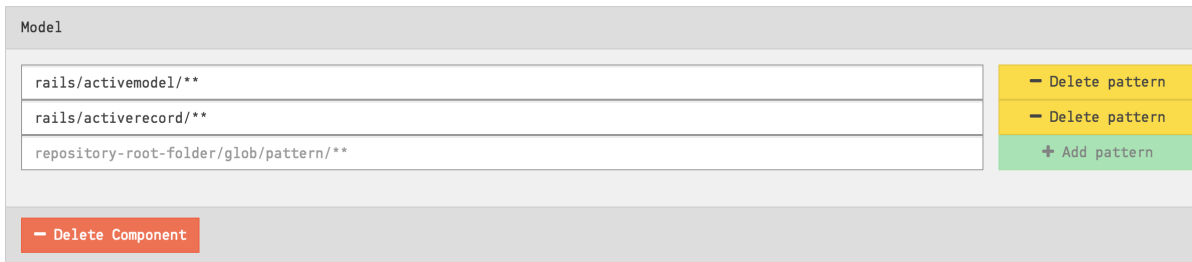 Model
rails/activemodel/**
Delete pattern
rails/activerecord/**
Delete pattern
repository-root-folder/glob/pattern/**
Add pattern
Delete Component